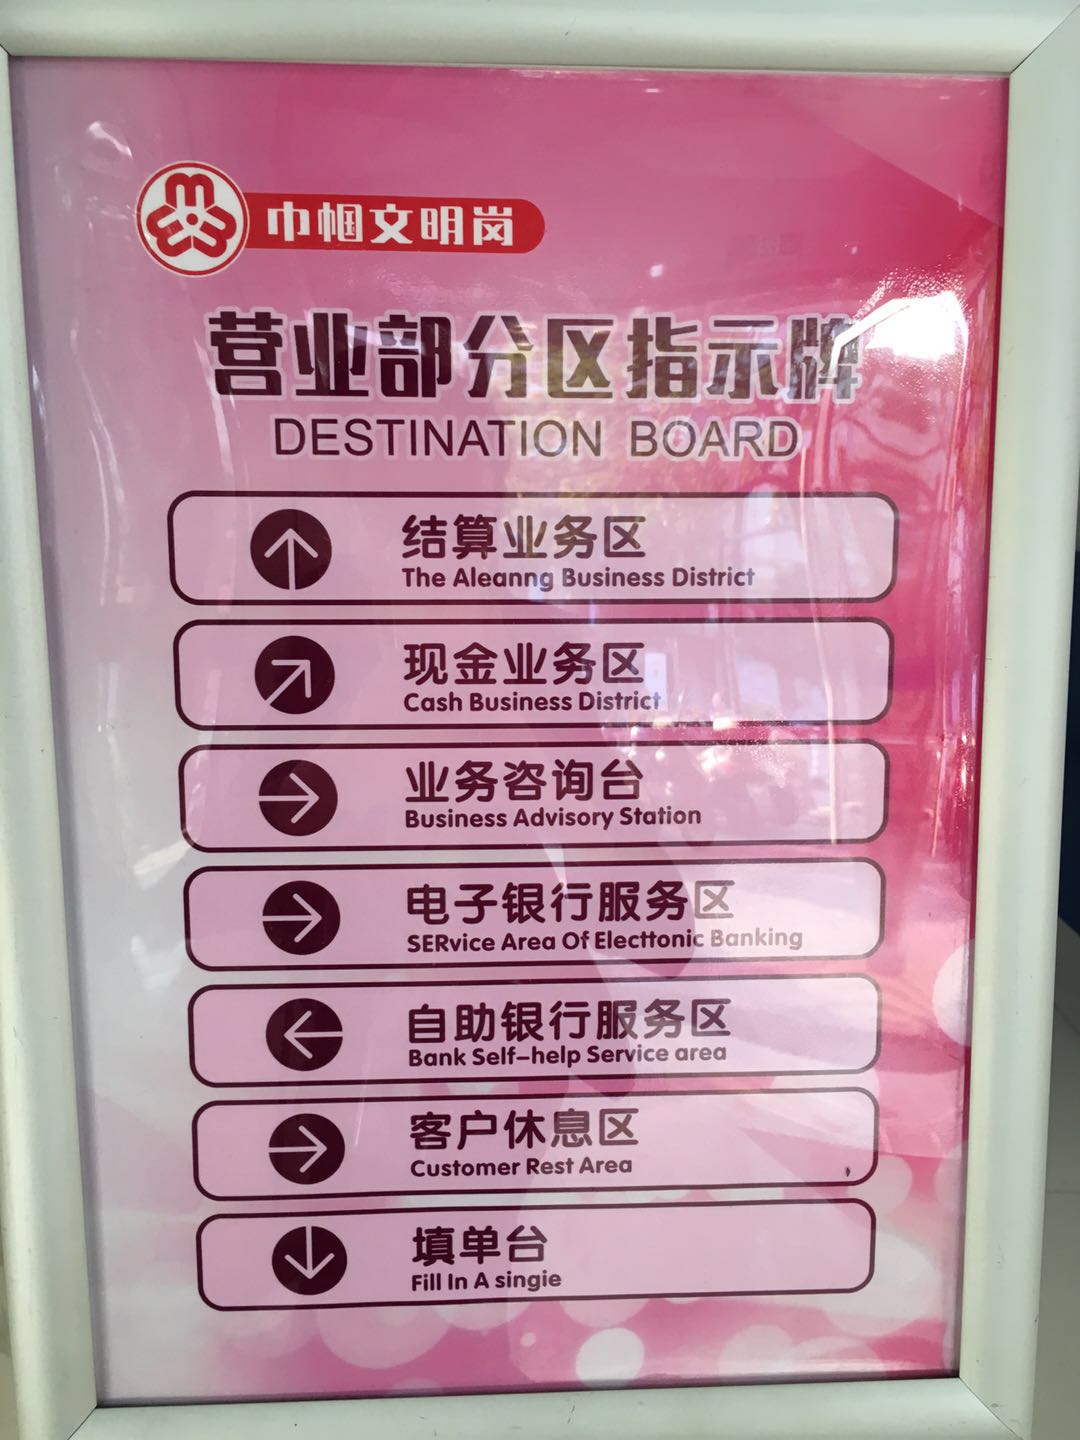 巾帼文明岗
营业部分区指示牌
DESTINATION BOARD
结算业务区
The Aleanng Business District
现金业务区
Cash Business District
业务咨询台
Business Advisory Station
电子银行服务区
SERvice Area Of Electtonic Banking
自助银行服务区
Bank Self-help Service area
客户休息区
Customer Rest Area
填单台
Fill In A singie